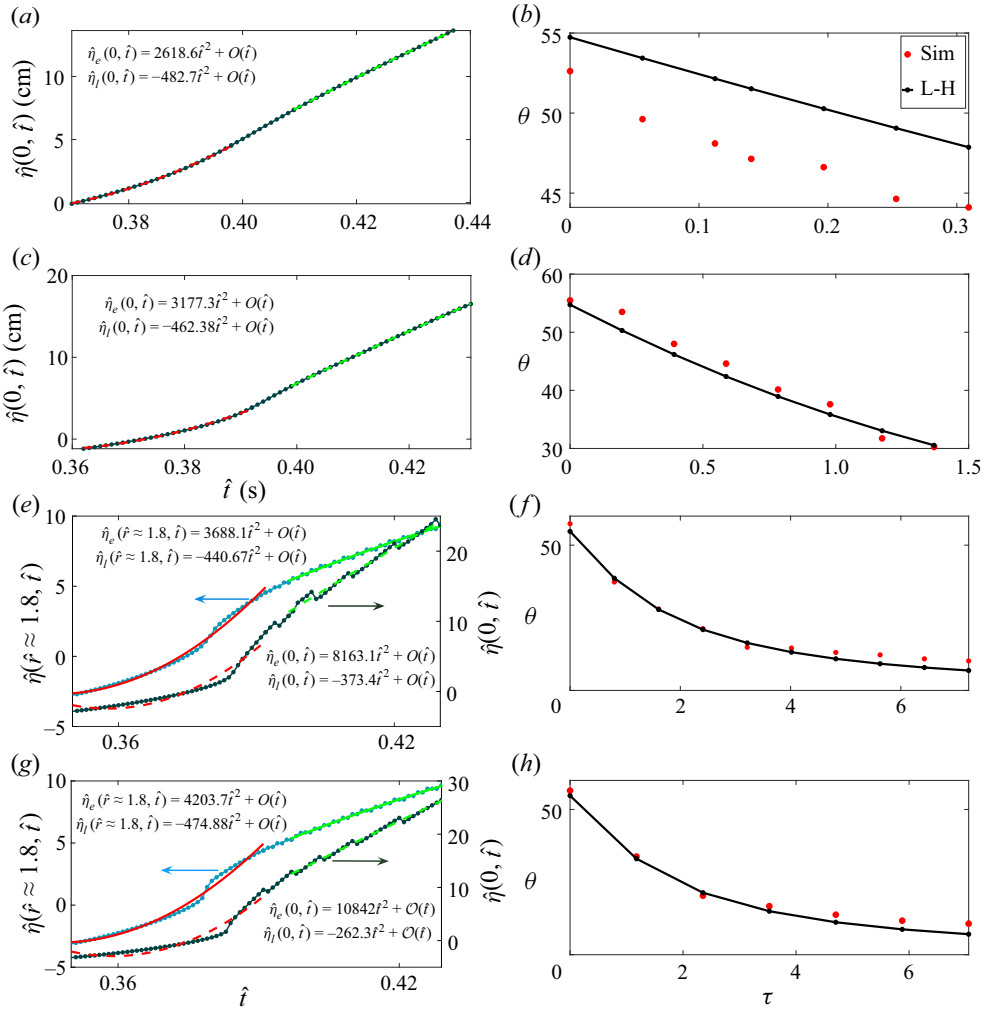 (a)
η̂e(0, t̂) = 2618.6t̂² + O(t̂)
η̂l(0, t̂) = −482.7t̂² + O(t̂)
η̂(0, t̂) (cm)
10
5
0
0.38
0.40
0.42
0.44
(b)
55
50
45
θ
Sim
L-H
0
0.1
0.2
0.3
(c)
η̂e(0, t̂) = 3177.3t̂² + O(t̂)
η̂l(0, t̂) = −462.38t̂² + O(t̂)
η̂(0, t̂) (cm)
20
10
0
0.36
0.38
0.40
0.42
t̂ (s)
(d)
60
50
40
30
θ
0
0.5
1.0
1.5
(e)
η̂e(r̂ ≈ 1.8, t̂) = 3688.1t̂² + O(t̂)
η̂l(r̂ ≈ 1.8, t̂) = −440.67t̂² + O(t̂)
η̂(r̂ ≈ 1.8, t̂)
10
5
0
−5
20
10
0
η̂(0, t̂)
η̂e(0, t̂) = 8163.1t̂² + O(t̂)
η̂l(0, t̂) = −373.4t̂² + O(t̂)
0.36
0.42
(f)
50
θ
0
2
4
6
(g)
η̂e(r̂ ≈ 1.8, t̂) = 4203.7t̂² + O(t̂)
η̂l(r̂ ≈ 1.8, t̂) = −474.88t̂² + O(t̂)
η̂(r̂ ≈ 1.8, t̂)
10
5
0
−5
30
20
10
0
η̂(0, t̂)
η̂e(0, t̂) = 10842t̂² + 𝒪(t̂)
η̂l(0, t̂) = −262.3t̂² + 𝒪(t̂)
0.36
0.42
t̂
(h)
50
θ
0
2
4
6
τ